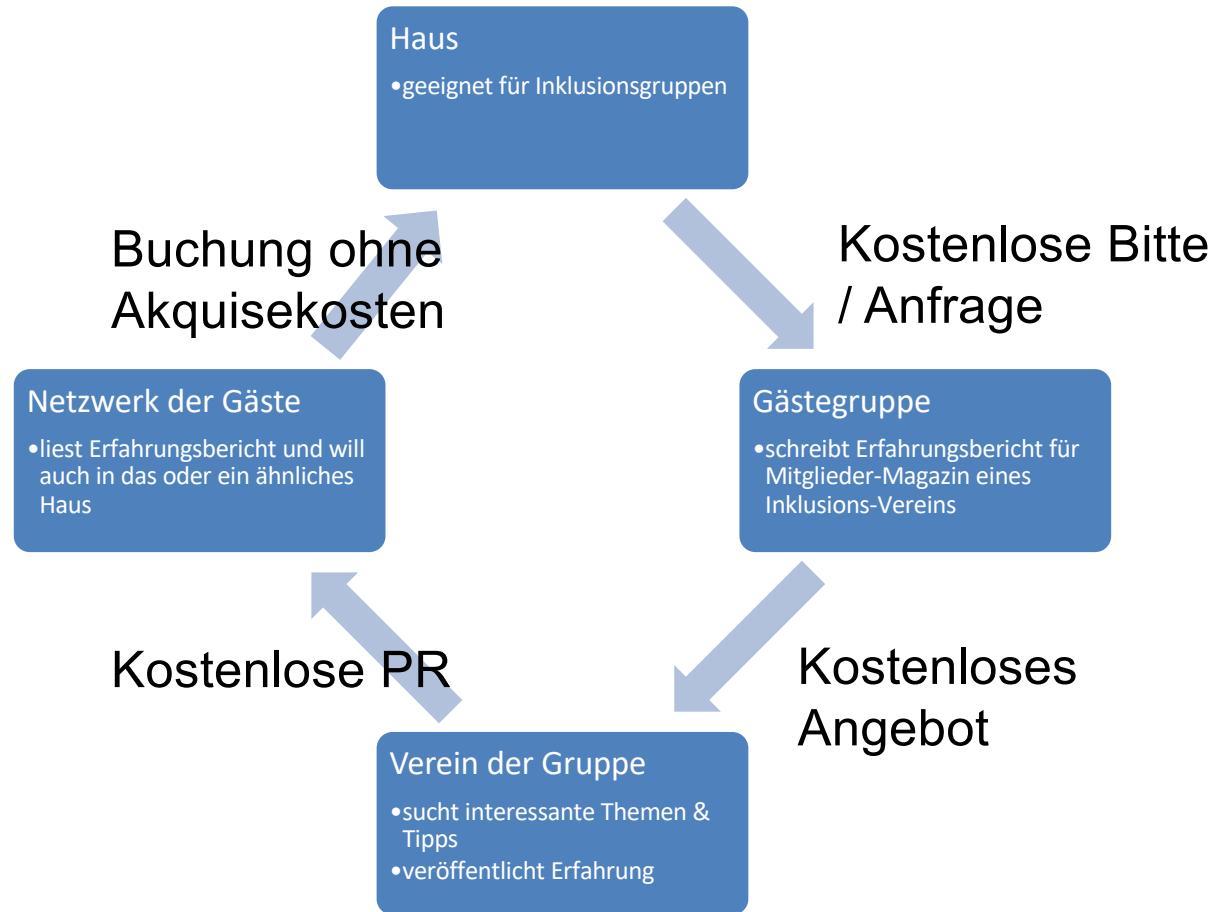 Haus
•geeignet für Inklusionsgruppen
Kostenlose Bitte
/ Anfrage
Gästegruppe
•schreibt Erfahrungsbericht für
Mitglieder-Magazin eines
Inklusions-Vereins
Kostenloses
Angebot
Verein der Gruppe
•sucht interessante Themen &
Tipps
•veröffentlicht Erfahrung
Kostenlose PR
Netzwerk der Gäste
•liest Erfahrungsbericht und will
auch in das oder ein ähnliches
Haus
Buchung ohne
Akquisekosten